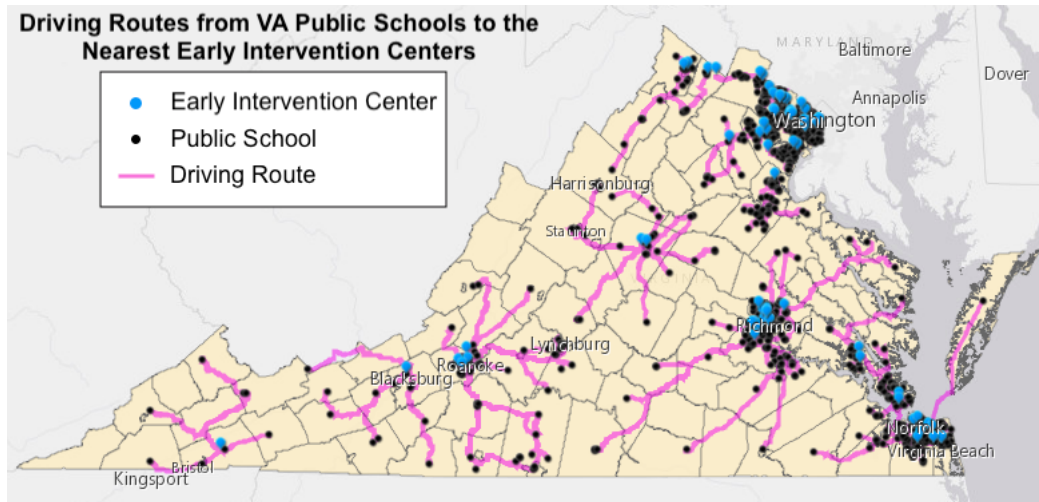 Driving Routes from VA Public Schools to the
Nearest Early Intervention Centers
Early Intervention Center
Public School
Driving Route
MARYLAND
Baltimore
Dover
Annapolis
Washington
Harrisonburg
Staunton
VIRGINIA
Richmond
Lynchburg
Roanoke
Blacksburg
Norfolk
Virginia Beach
Bristol
Kingsport